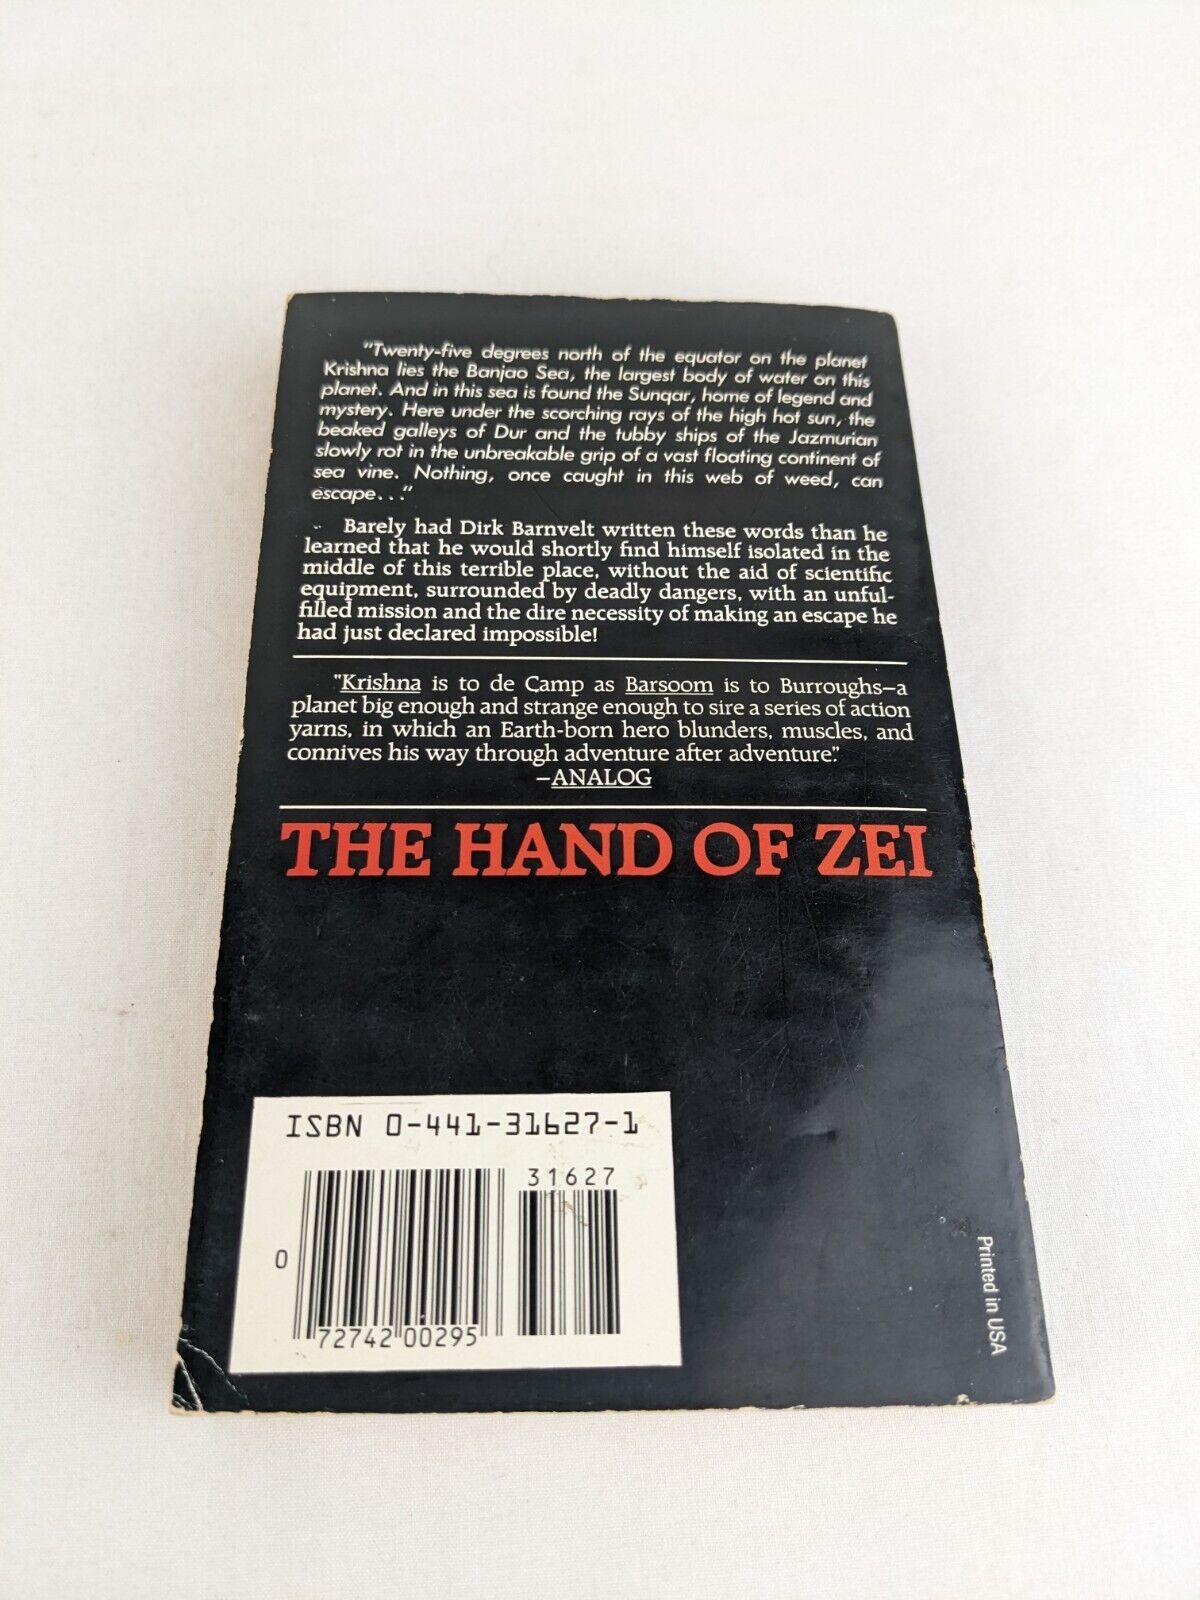 "Twenty-five degrees north of the equator on the planet
Krishna lies the Banjao Sea, the largest body of water on this
planet. And in this sea is found the Sunqar, home of legend and
mystery. Here under the scorching rays of the high hot sun, the
beaked galleys of Dur and the tubby ships of the Jazmurian
slowly rot in the unbreakable grip of a vast floating continent of
sea vine. Nothing, once caught in this web of weed, can
escape..."
Barely had Dirk Barnvelt written these words than he
learned that he would shortly find himself isolated in the
middle of this terrible place, without the aid of scientific
equipment, surrounded by deadly dangers, with an unful-
filled mission and the dire necessity of making an escape he
had just declared impossible!
"Krishna is to de Camp as Barsoom is to Burroughs—a
planet big enough and strange enough to sire a series of action
yarns, in which an Earth-born hero blunders, muscles, and
connives his way through adventure after adventure."
—ANALOG
THE HAND OF ZEI
ISBN 0-441-31627-1
31627
0 72742 00295
Printed in USA